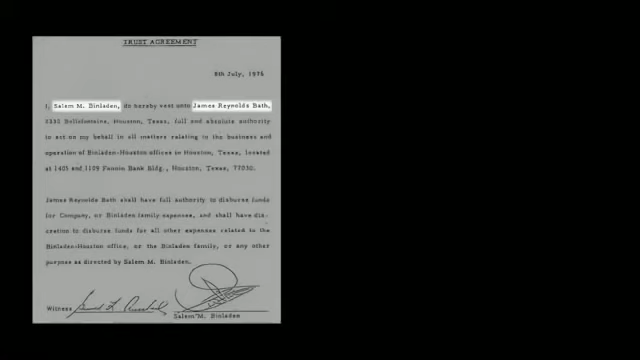 TRUST AGREEMENT
8th July, 1976
I, Salem M. Binladen, do hereby vest unto James Reynolds Bath,
2330 Bellefontaine, Houston, Texas, full and absolute authority
to act on my behalf in all matters relating to the business and
operation of Binladen-Houston offices in Houston, Texas, located
at 1405 and 1109 Fannin Bank Bldg., Houston, Texas, 77030.
James Reynolds Bath shall have full authority to disburse funds
for Company, or Binladen family expenses, and shall have dis-
cretion to disburse funds for all other expenses related to the
Binladen-Houston office, or the Binladen family, or any other
purpose as directed by Salem M. Binladen.
Witness
Salem M. Binladen